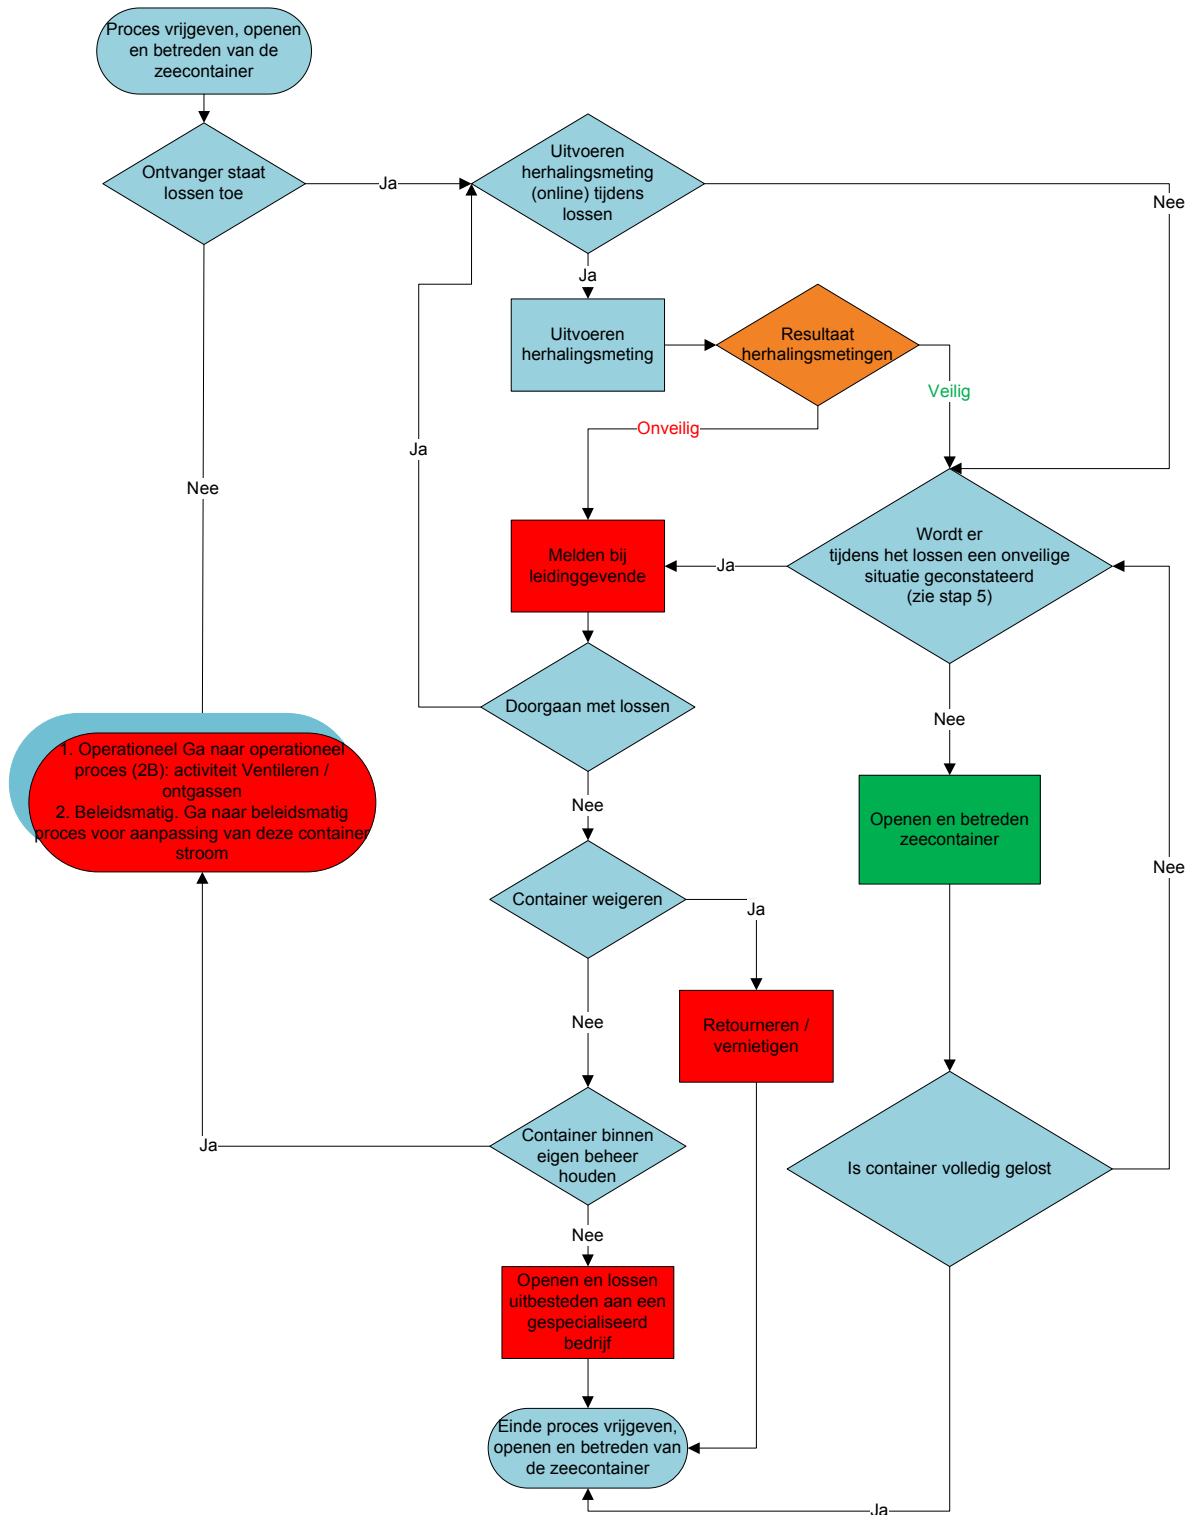 Proces vrijgeven, openen
en betreden van de
zeecontainer
Ontvanger staat
lossen toe
Ja
Uitvoeren
herhalingsmeting
(online) tijdens
lossen
Nee
Ja
Uitvoeren
herhalingsmeting
Resultaat
herhalingsmetingen
Veilig
Onveilig
Ja
Nee
Melden bij
leidinggevende
Ja
Wordt er
tijdens het lossen een onveilige
situatie geconstateerd
(zie stap 5)
Doorgaan met lossen
Nee
1. Operationeel Ga naar operationeel
proces (2B): activiteit Ventileren /
ontgassen
2. Beleidsmatig. Ga naar beleidsmatig
proces voor aanpassing van deze container
stroom
Nee
Openen en betreden
zeecontainer
Nee
Container weigeren
Ja
Nee
Retourneren /
vernietigen
Ja
Container binnen
eigen beheer
houden
Is container volledig gelost
Nee
Openen en lossen
uitbesteden aan een
gespecialiseerd
bedrijf
Einde proces vrijgeven,
openen en betreden van
de zeecontainer
Ja